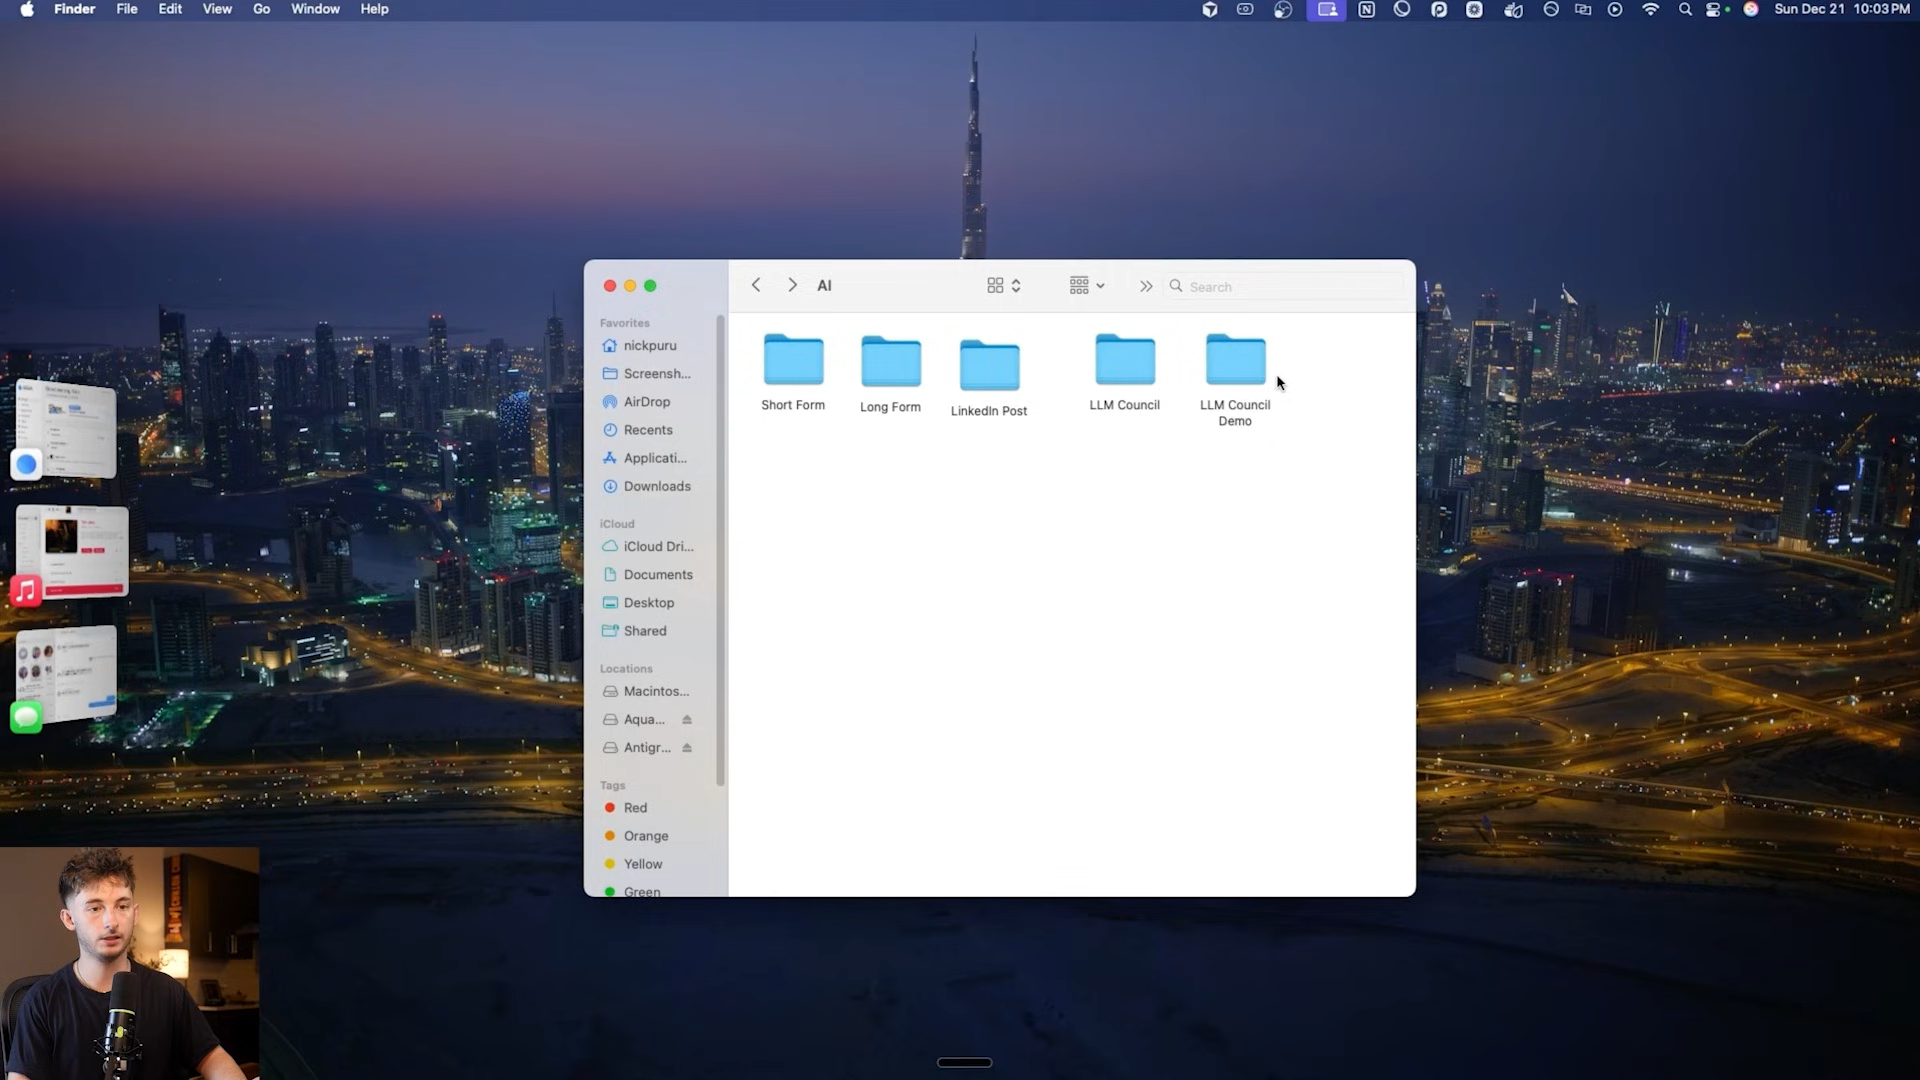 Finder File Edit View Go Window Help
Sun Dec 21 10:03 PM
AI
Search
Favorites
nickpuru
Screensh...
AirDrop
Recents
Applicati...
Downloads
iCloud
iCloud Dri...
Documents
Desktop
Shared
Locations
Macintos...
Aqua...
Antigr...
Tags
Red
Orange
Yellow
Green
Short Form
Long Form
LinkedIn Post
LLM Council
LLM Council
Demo